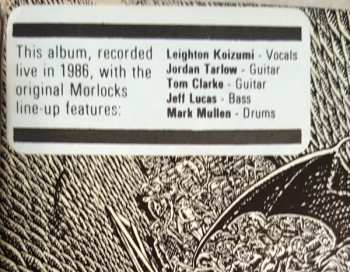 This album, recorded
live in 1986, with the
original Morlocks
line-up features:
Leighton Koizumi - Vocals
Jordan Tarlow - Guitar
Tom Clarke - Guitar
Jeff Lucas - Bass
Mark Mullen - Drums